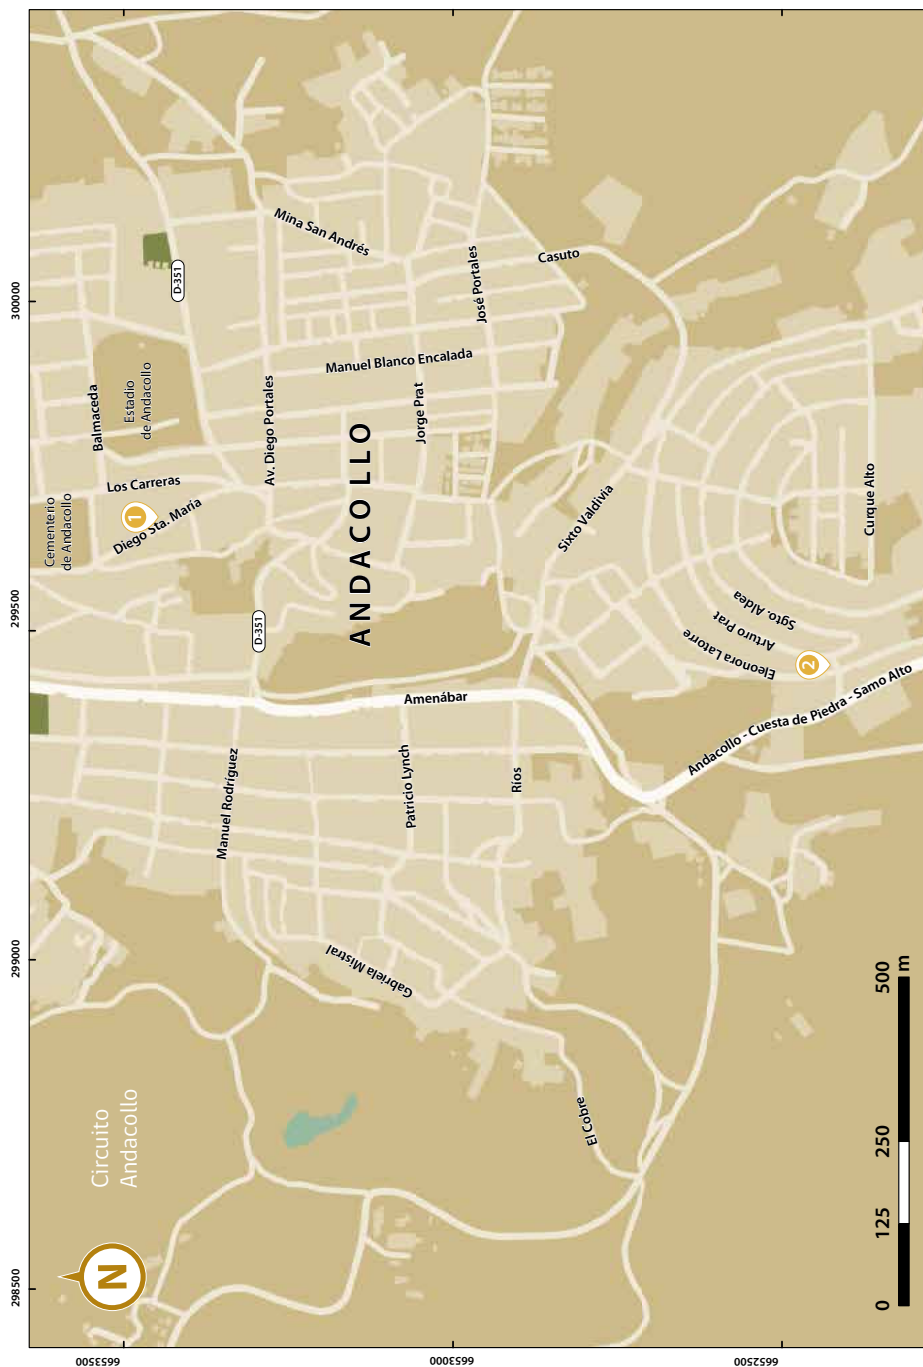 Circuito
Andacollo
N
298500
299000
299500
300000
6653500
6653000
6652500
Cementerio
de Andacollo
Balmaceda
Estadio
de Andacollo
Los Carreras
1
Diego Sta. María
D-351
Manuel Rodríguez
D-351
Av. Diego Portales
Mina San Andrés
ANDACOLLO
Manuel Blanco Encalada
Gabriela Mistral
Patricio Lynch
Amenábar
Jorge Prat
José Portales
Ríos
Casuto
El Cobre
Sixto Valdivia
Eleonora Latorre
Arturo Prat
Sgto. Aldea
2
Andacollo - Cuesta de Piedra - Samo Alto
Curque Alto
0
125
250
500
m